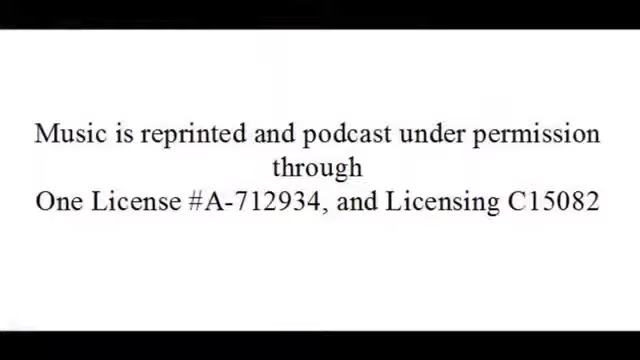 Music is reprinted and podcast under permission
through
One License #A-712934, and Licensing C15082